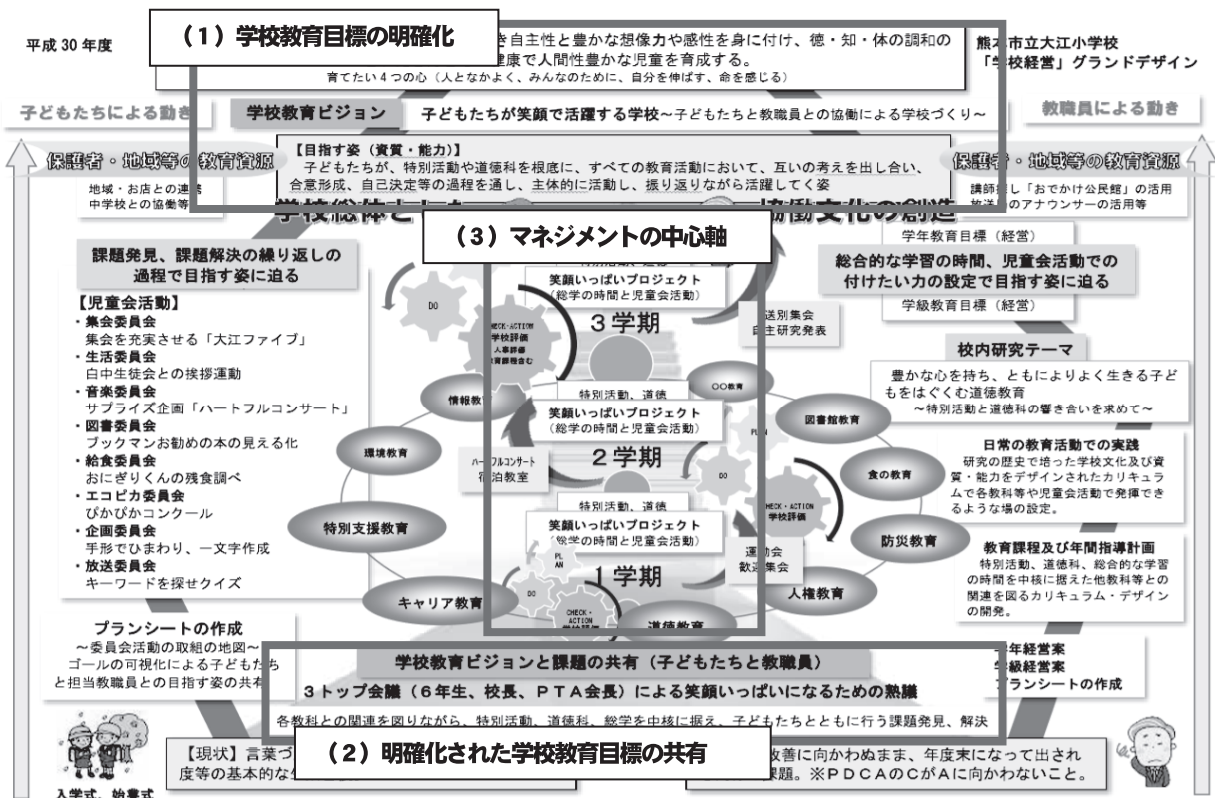 平成 30 年度
（1）学校教育目標の明確化
き自主性と豊かな想像力や感性を身に付け、徳・知・体の調和の
健康で人間性豊かな児童を育成する。
育てたい４つの心（人となかよく、みんなのために、自分を伸ばす、命を感じる）
熊本市立大江小学校
「学校経営」グランドデザイン
子どもたちによる動き
学校教育ビジョン
子どもたちが笑顔で活躍する学校～子どもたちと教職員との協働による学校づくり～
教職員による動き
保護者・地域等の教育資源
地域・お店との連携
中学校との協働等
【目指す姿（資質・能力）】
子どもたちが、特別活動や道徳科を根底に、すべての教育活動において、互いの考えを出し合い、
合意形成、自己決定等の過程を通し、主体的に活動し、振り返りながら活躍してく姿
保護者・地域等の教育資源
講師探し「おでかけ公民館」の活用
放送局のアナウンサーの活用等
学校総体とした
協働文化の創造
（3）マネジメントの中心軸
課題発見、課題解決の繰り返しの
過程で目指す姿に迫る
【児童会活動】
・集会委員会
集会を充実させる「大江ファイブ」
・生活委員会
白中生徒会との挨拶運動
・音楽委員会
サプライズ企画「ハートフルコンサート」
・図書委員会
ブックマンお勧めの本の見える化
・給食委員会
おにぎりくんの残食調べ
・エコピカ委員会
ぴかぴかコンクール
・企画委員会
手形でひまわり、一文字作成
・放送委員会
キーワードを探せクイズ
プランシートの作成
～委員会活動の取組の地図～
ゴールの可視化による子どもたち
と担当教職員との目指す姿の共有
笑顔いっぱいプロジェクト
（総学の時間と児童会活動）
３学期
DO
CHECK・ACTION
学校評価
人事評価
送別集会
自主研究発表
特別活動、道徳
笑顔いっぱいプロジェクト
（総学の時間と児童会活動）
２学期
ハートフルコンサート
宿泊教室
DO
CHECK・ACTION
学校評価
特別活動、道徳
笑顔いっぱいプロジェクト
（総学の時間と児童会活動）
１学期
運動会
歓迎集会
PL
AN
DO
CHECK・
ACTION
学校評価
情報教育
環境教育
特別支援教育
キャリア教育
道徳教育
人権教育
防災教育
食の教育
図書館教育
○○教育
学年教育目標（経営）
総合的な学習の時間、児童会活動での
付けたい力の設定で目指す姿に迫る
学級教育目標（経営）
校内研究テーマ
豊かな心を持ち、ともによりよく生きる子ど
もをはぐくむ道徳教育
～特別活動と道徳科の響き合いを求めて～
日常の教育活動での実践
研究の歴史で培った学校文化及び資
質・能力をデザインされたカリキュラ
ムで各教科等や児童会活動で発揮でき
るような場の設定。
教育課程及び年間指導計画
特別活動、道徳科、総合的な学習
の時間を中核に据えた他教科等との
関連を図るカリキュラム・デザイン
の開発。
学年経営案
学級経営案
プランシートの作成
学校教育ビジョンと課題の共有（子どもたちと教職員）
３トップ会議（６年生、校長、ＰＴＡ会長）による笑顔いっぱいになるための熟議
各教科との関連を図りながら、特別活動、道徳科、総学を中核に据え、子どもたちとともに行う課題発見、解決
（2）明確化された学校教育目標の共有
【現状】言葉づ
度等の基本的な
改善に向かわぬまま、年度末になって出され
課題。※ＰＤＣＡのＣがＡに向かわないこと。
入学式、始業式